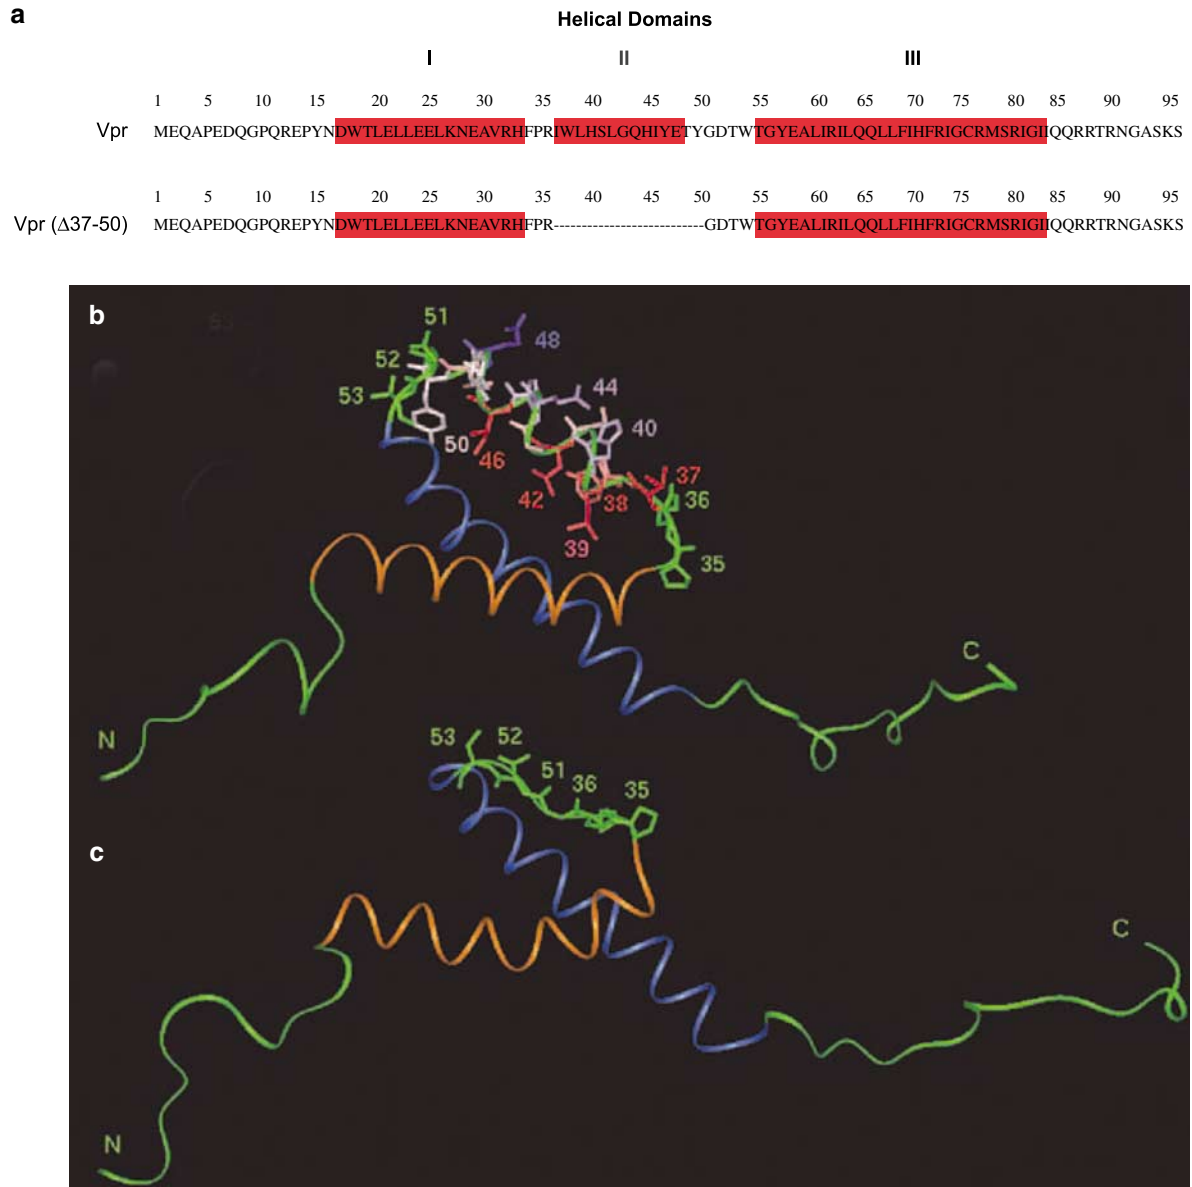 a
Helical Domains
I II III
1 5 10 15 20 25 30 35 40 45 50 55 60 65 70 75 80 85 90 95
Vpr MEQAPEDQGPQREPYNDWTLELLEELKNEAVRHFPRIWLHSLGQHIYETYGDTWTGYEALIRILQQLLFIHFRIGCRMSRIGIIQQRRTRNGASKS
1 5 10 15 20 25 30 35 40 45 50 55 60 65 70 75 80 85 90 95
Vpr (Δ37-50) MEQAPEDQGPQREPYNDWTLELLEELKNEAVRHFPR--------------------------GDTWTGYEALIRILQQLLFIHFRIGCRMSRIGIIQQRRTRNGASKS
b
51
48
52
53
44
40
50
46
37
42
38
36
39
35
C
N
53 52
51 36 35
c
C
N